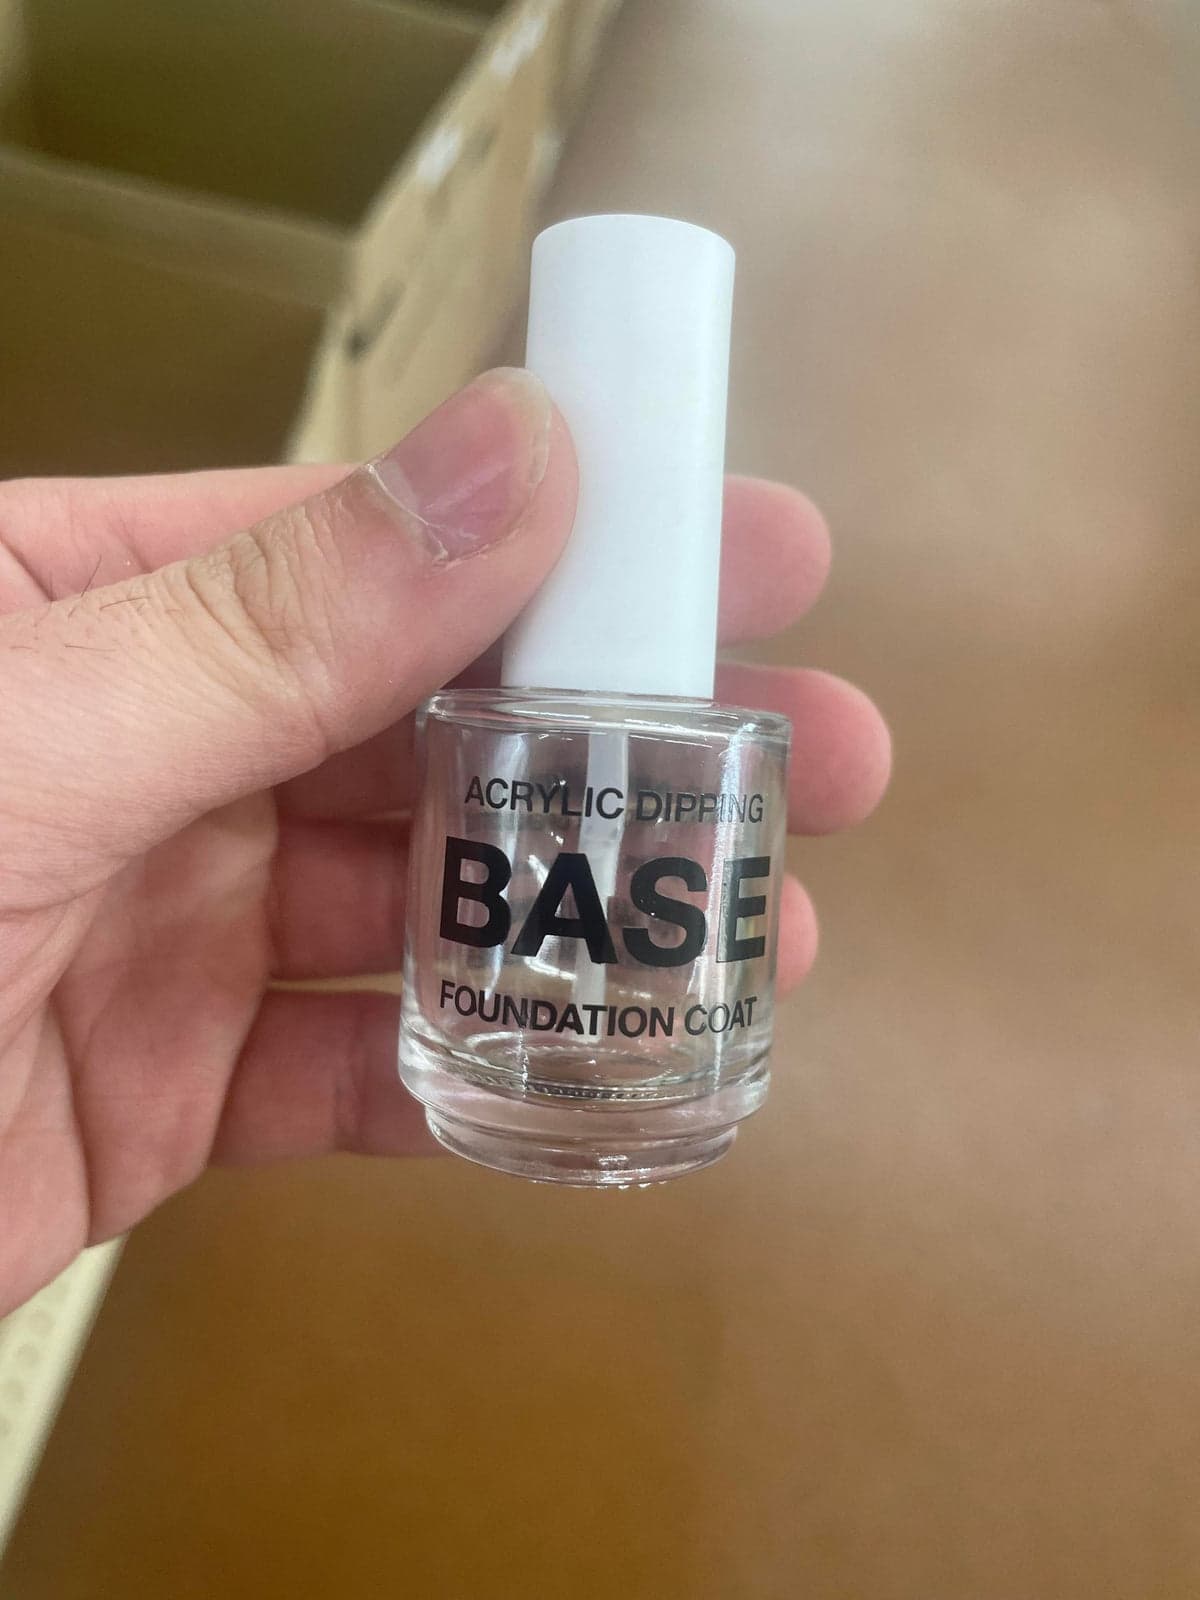 ACRYLIC DIPPING
BASE
FOUNDATION COAT